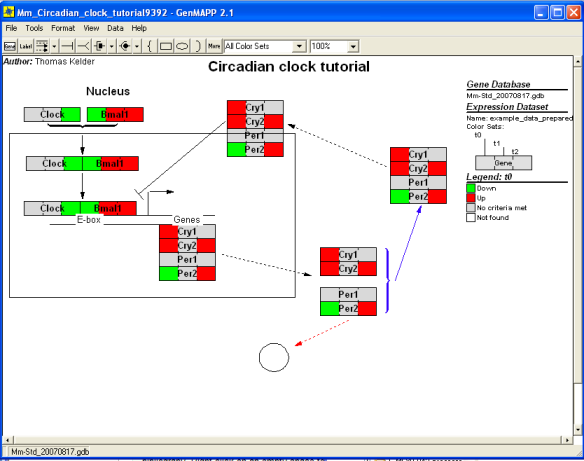 Mm_Circadian_clock_tutorial9392 - GenMAPP 2.1
File Tools Format View Data Help
Gene Label More All Color Sets 100%
Author: Thomas Kelder
Circadian clock tutorial
Nucleus
Clock Bmal1
Clock Bmal1
Clock Bmal1
E-box Genes
Cry1
Cry2
Per1
Per2
Cry1
Cry2
Per1
Per2
Cry1
Cry2
Per1
Per2
Cry1
Cry2
Per1
Per2
Gene Database
Mm-Std_20070817.gdb
Expression Dataset
Name: example_data_prepared
Color Sets:
t0
t1
t2
Gene
Legend: t0
Down
Up
No criteria met
Not found
Mm-Std_20070817.gdb